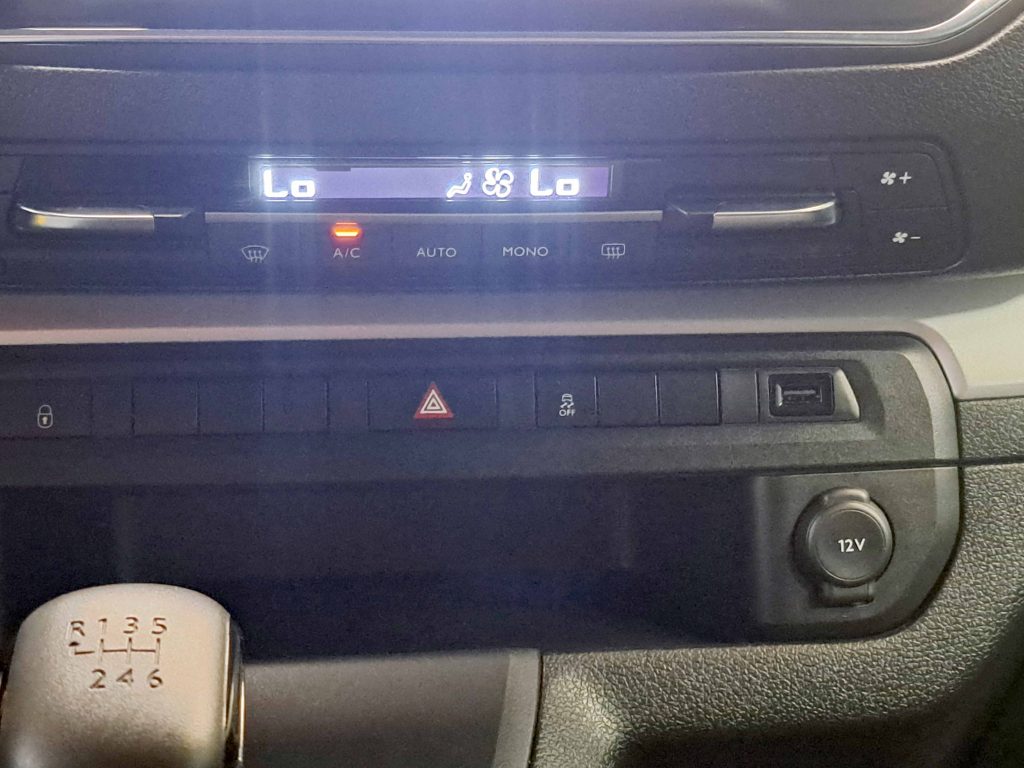 Lo Lo
A/C AUTO MONO
OFF
12V
R 1 3 5
2 4 6